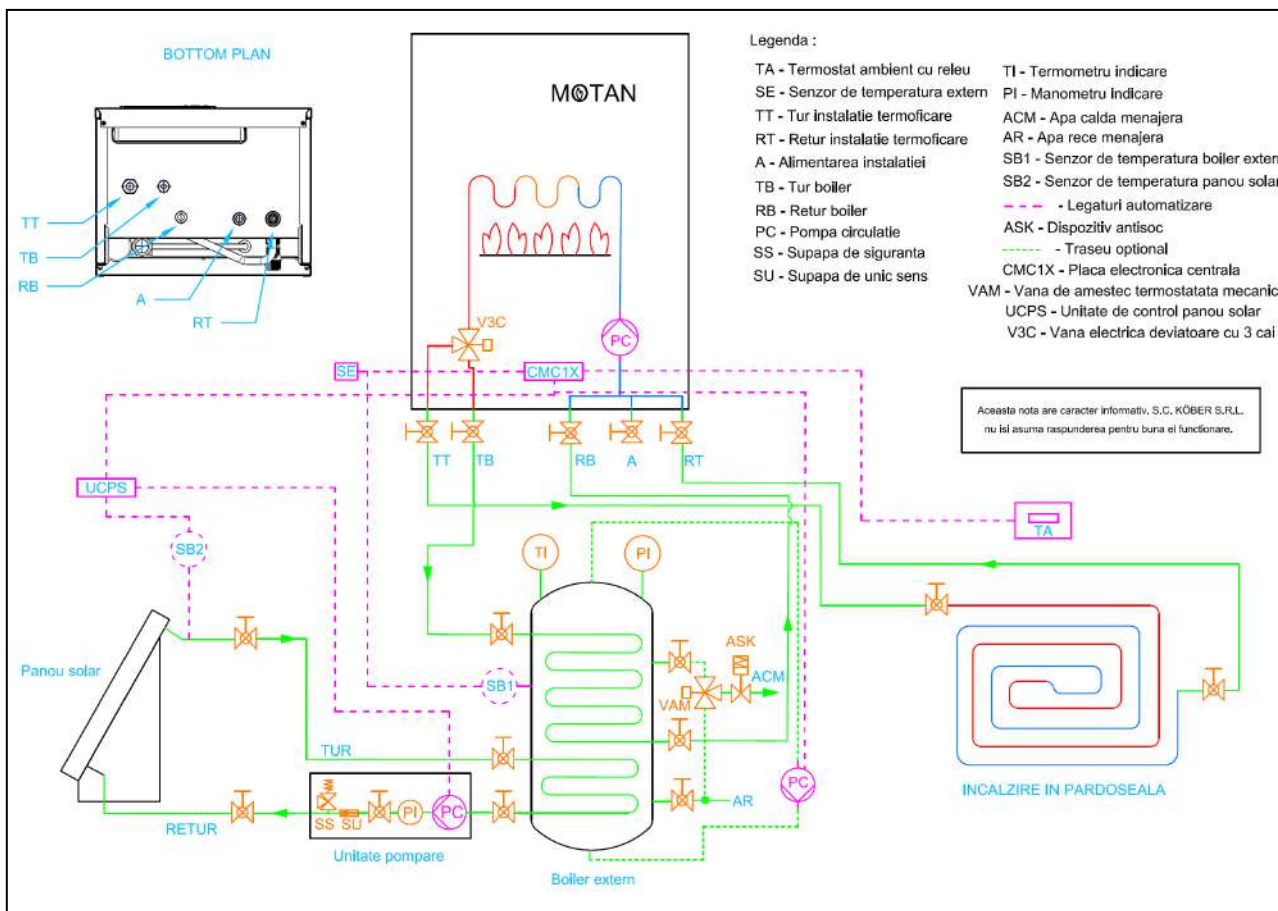 BOTTOM PLAN
TT
TB
RB
A
RT
MOTAN
V3C
PC
SE
CMC1X
TT
TB
RB
A
RT
Legenda :
TA - Termostat ambient cu releu
SE - Senzor de temperatura extern
TT - Tur instalatie termoficare
RT - Retur instalatie termoficare
A - Alimentarea instalatiei
TB - Tur boiler
RB - Retur boiler
PC - Pompa circulatie
SS - Supapa de siguranta
SU - Supapa de unic sens
TI - Termometru indicare
PI - Manometru indicare
ACM - Apa calda menajera
AR - Apa rece menajera
SB1 - Senzor de temperatura boiler extern
SB2 - Senzor de temperatura panou solar
- Legaturi automatizare
ASK - Dispozitiv antisoc
- Traseu optional
CMC1X - Placa electronica centrala
VAM - Vana de amestec termostatata mecanic
UCPS - Unitate de control panou solar
V3C - Vana electrica deviatoare cu 3 cai
Aceasta nota are caracter informativ. S.C. KÖBER S.R.L.
nu isi asuma raspunderea pentru buna ei functionare.
UCPS
SB2
TA
TI
PI
Panou solar
SB1
ASK
ACM
VAM
TUR
RETUR
SS
SU
PI
PC
Unitate pompare
AR
PC
Boiler extern
INCALZIRE IN PARDOSEALA